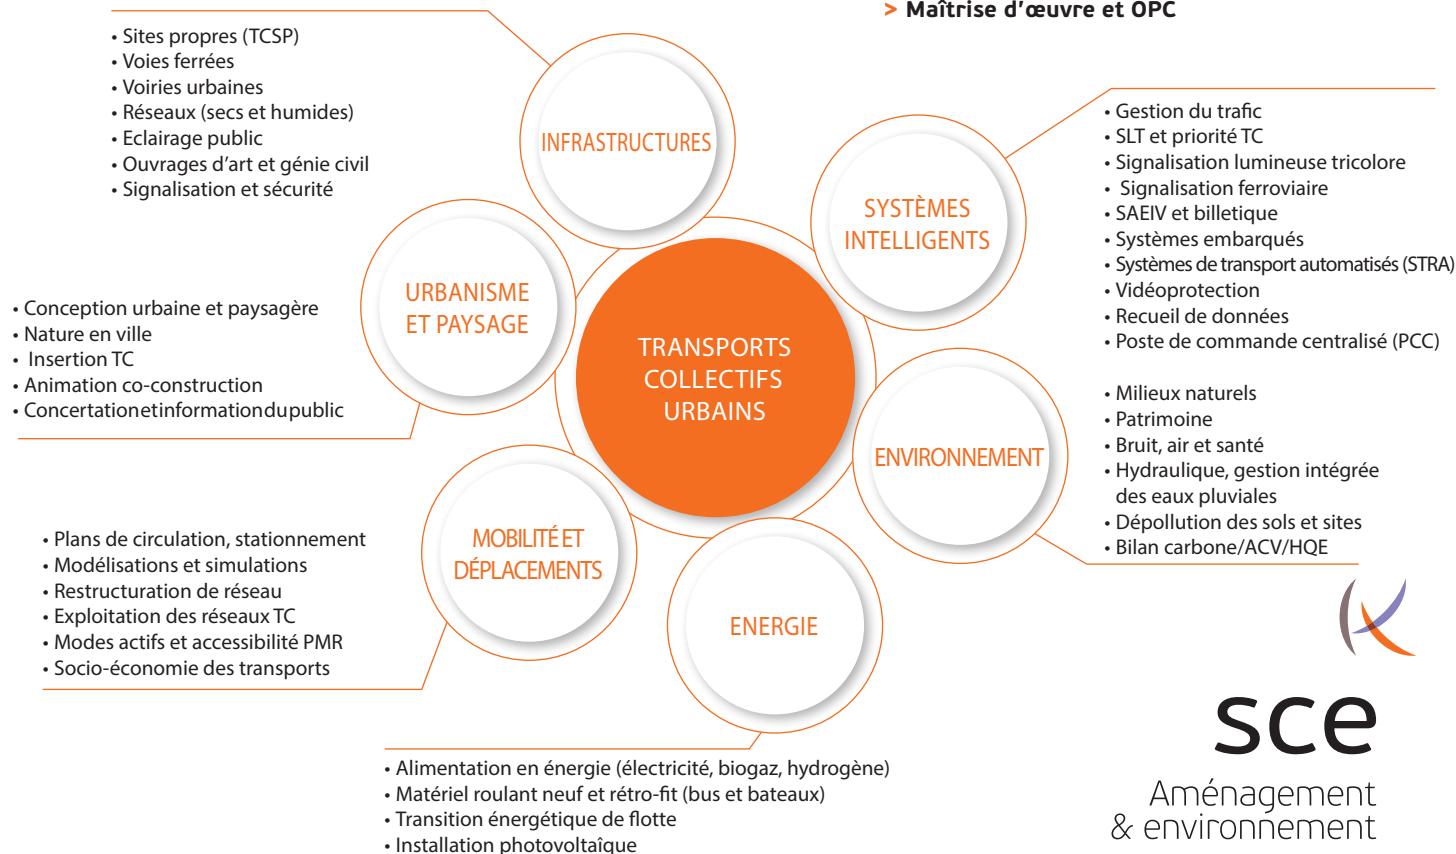 > Maîtrise d'œuvre et OPC
• Sites propres (TCSP)
• Voies ferrées
• Voiries urbaines
• Réseaux (secs et humides)
• Eclairage public
• Ouvrages d'art et génie civil
• Signalisation et sécurité
INFRASTRUCTURES
• Gestion du trafic
• SLT et priorité TC
• Signalisation lumineuse tricolore
• Signalisation ferroviaire
• SAEIV et billetique
• Systèmes embarqués
• Systèmes de transport automatisés (STRA)
• Vidéoprotection
• Recueil de données
• Poste de commande centralisé (PCC)
SYSTÈMES
INTELLIGENTS
URBANISME
ET PAYSAGE
• Conception urbaine et paysagère
• Nature en ville
• Insertion TC
• Animation co-construction
• Concertation et information du public
TRANSPORTS
COLLECTIFS
URBAINS
ENVIRONNEMENT
• Milieux naturels
• Patrimoine
• Bruit, air et santé
• Hydraulique, gestion intégrée
des eaux pluviales
• Dépollution des sols et sites
• Bilan carbone/ACV/HQE
MOBILITÉ ET
DÉPLACEMENTS
• Plans de circulation, stationnement
• Modélisations et simulations
• Restructuration de réseau
• Exploitation des réseaux TC
• Modes actifs et accessibilité PMR
• Socio-économie des transports
ENERGIE
• Alimentation en énergie (électricité, biogaz, hydrogène)
• Matériel roulant neuf et rétro-fit (bus et bateaux)
• Transition énergétique de flotte
• Installation photovoltaîque
sce
Aménagement
& environnement